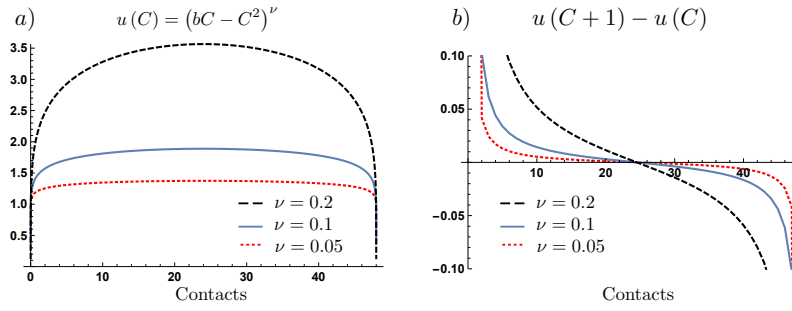 a) u (C) = (bC − C²)^ν
3.5
3.0
2.5
2.0
1.5
1.0
0.5
0 10 20 30 40
ν = 0.2
ν = 0.1
ν = 0.05
Contacts
b) u (C + 1) − u (C)
0.10
0.05
−0.05
−0.10
10 20 30 40
ν = 0.2
ν = 0.1
ν = 0.05
Contacts